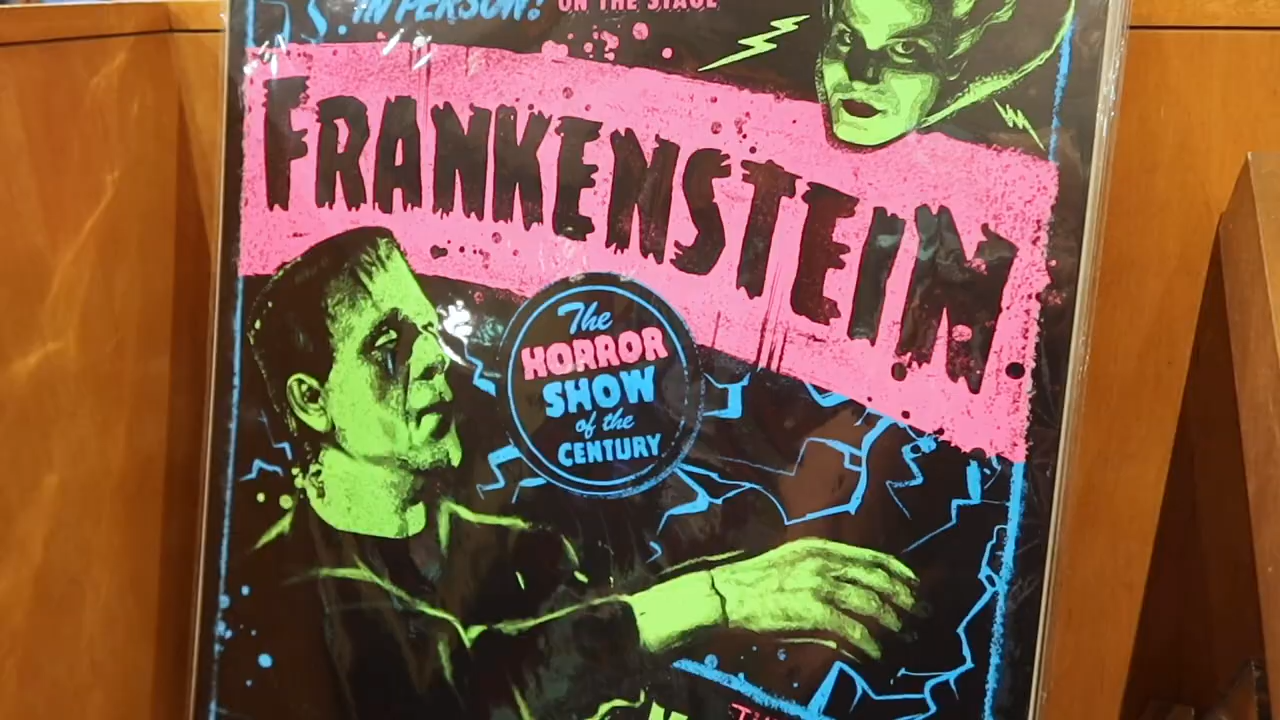 IN PERSON! ON THE STAGE
FRANKENSTEIN
The
HORROR
SHOW
of the
CENTURY